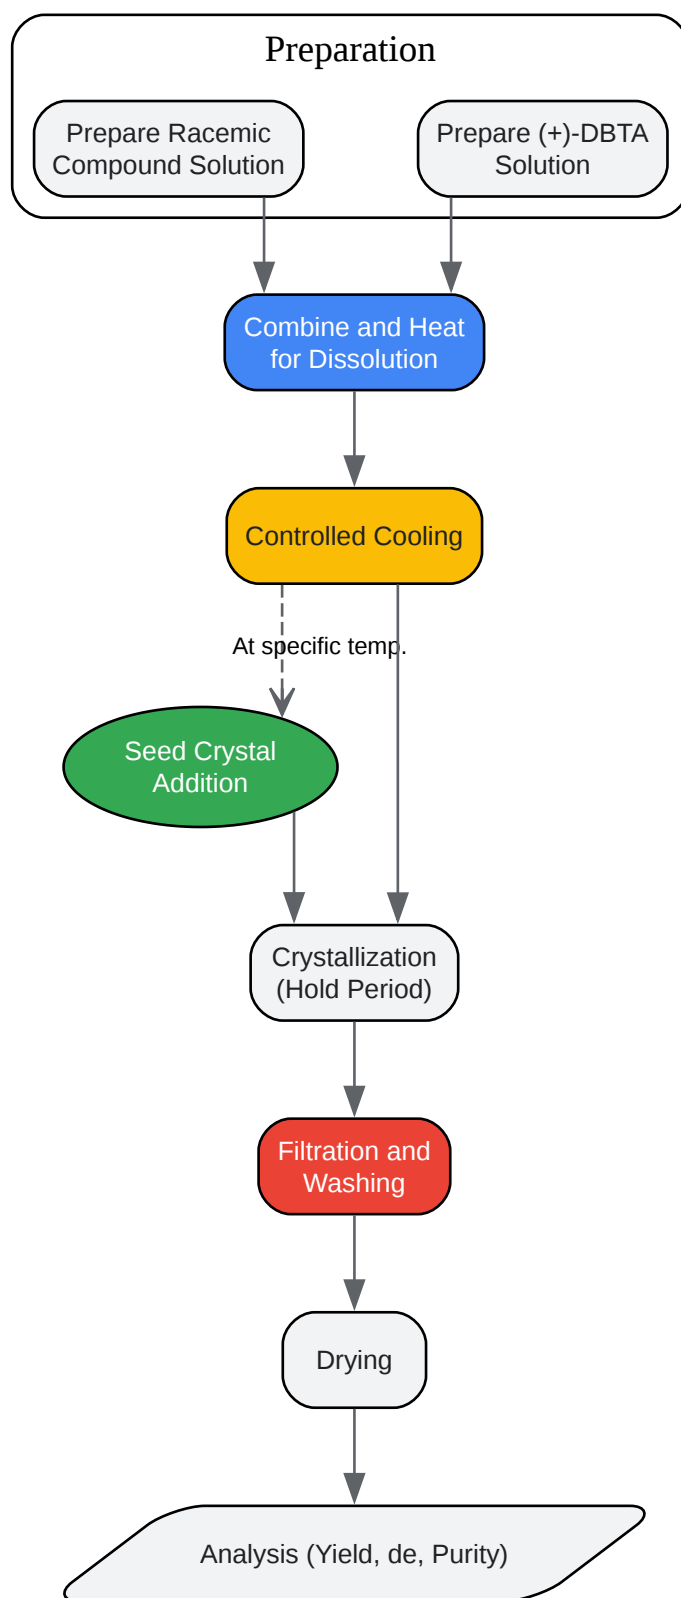 Preparation
Prepare Racemic
Compound Solution
Prepare (+)-DBTA
Solution
Combine and Heat
for Dissolution
Controlled Cooling
At specific temp.
Seed Crystal
Addition
Crystallization
(Hold Period)
Filtration and
Washing
Drying
Analysis (Yield, de, Purity)